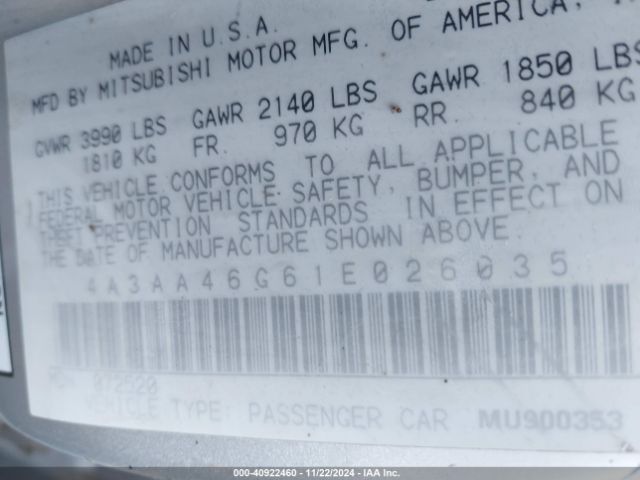 MADE IN U.S.A.
MFD BY MITSUBISHI MOTOR MFG. OF AMERICA,
GVWR 3990 LBS GAWR 2140 LBS GAWR 1850 LBS
1810 KG FR. 970 KG RR. 840 KG
THIS VEHICLE CONFORMS TO ALL APPLICABLE
FEDERAL MOTOR VEHICLE SAFETY, BUMPER, AND
THEFT PREVENTION STANDARDS IN EFFECT ON
THE DATE OF MANUFACTURE SHOWN ABOVE.
4A3AA46G61E026035
072520
VEHICLE TYPE: PASSENGER CAR MU900353
000-40922460 - 11/22/2024 - IAA Inc.